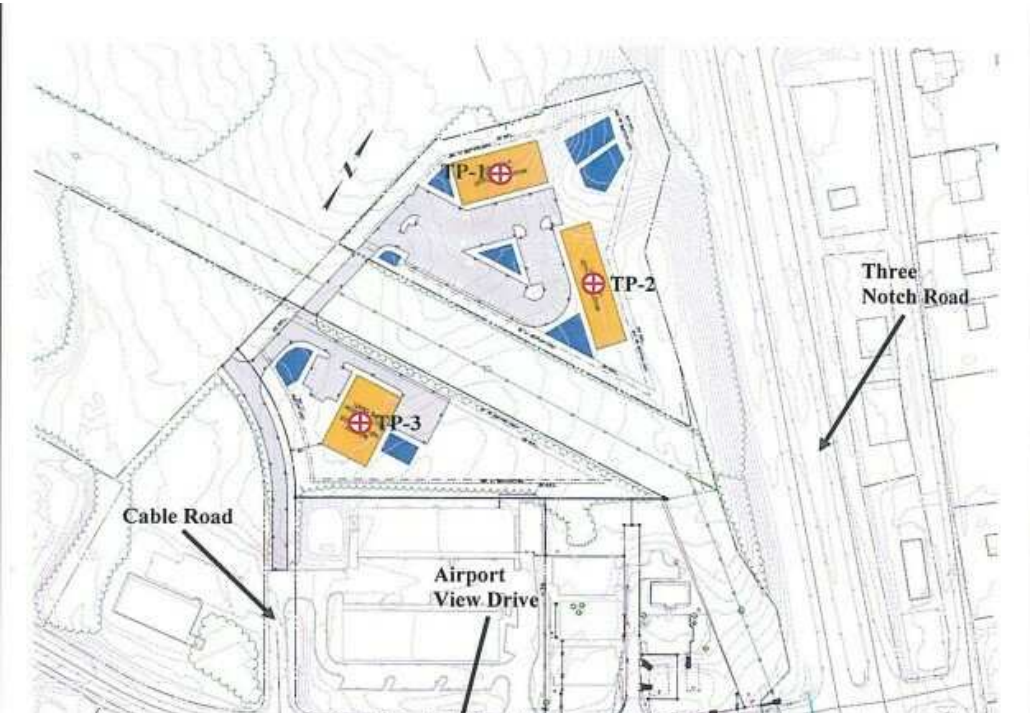 N
TP-1
TP-2
Three
Notch Road
TP-3
Cable Road
Airport
View Drive